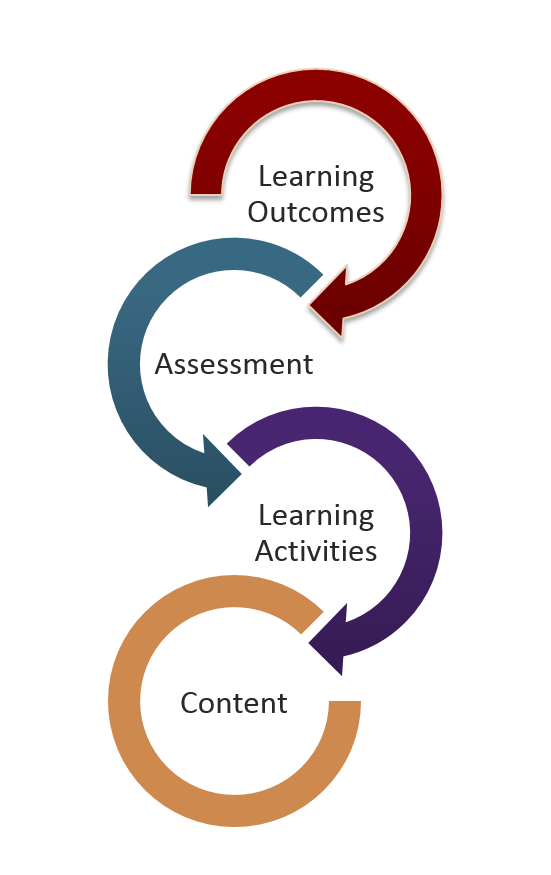 Learning
Outcomes
Assessment
Learning
Activities
Content